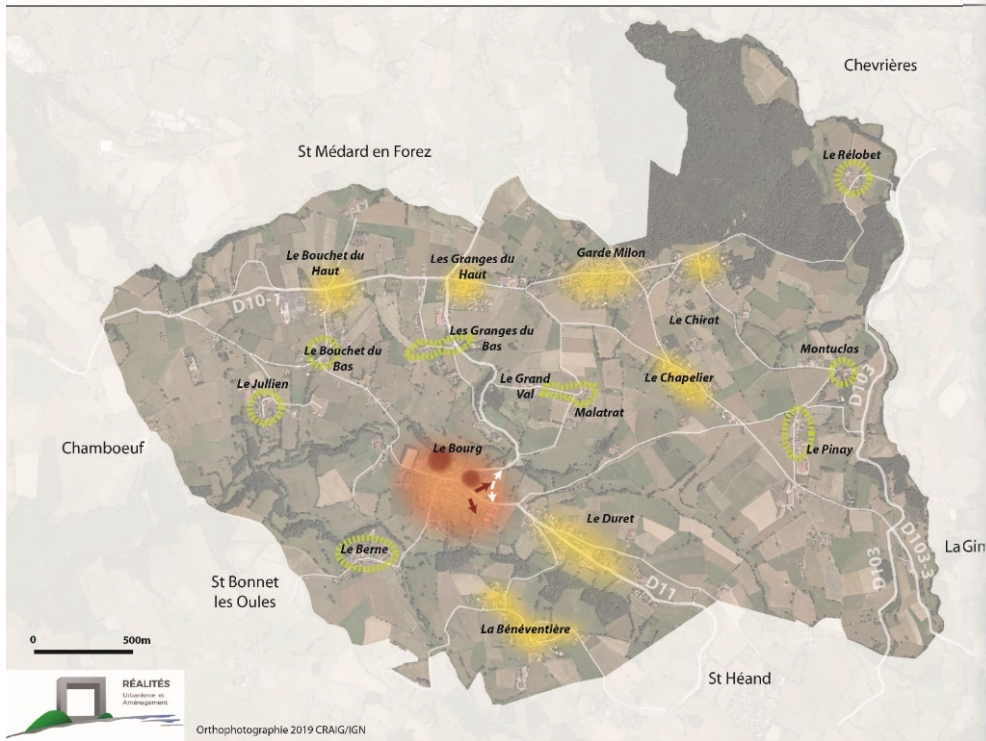 Chevrières
St Médard en Forez
Le Rélobet
Le Bouchet du
Haut
Les Granges du
Haut
Garde Milon
D10-1
Le Chirat
Les Granges du
Bas
Le Bouchet du
Bas
Montuclas
Le Jullien
Le Grand
Val
Le Chapelier
D103
Malatrat
Chamboeuf
Le Bourg
Le Pinay
Le Duret
Le Berne
D103
D103-3
La Gim
St Bonnet
les Oules
D11
La Bénéventière
0 500m
St Héand
RÉALITÉS
Urbanisme et
Aménagement
Orthophotographie 2019 CRAIG/IGN